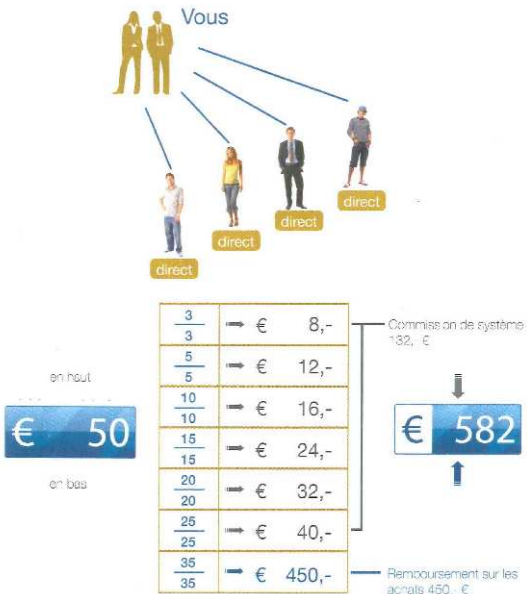 Vous
direct
direct
direct
direct
3
3
→ € 8,-
5
5
→ € 12,-
10
10
→ € 16,-
15
15
→ € 24,-
20
20
→ € 32,-
25
25
→ € 40,-
35
35
→ € 450,-
Commission de système
132,- €
en haut
€ 50
en bas
€ 582
Remboursement sur les
achats 450,- €